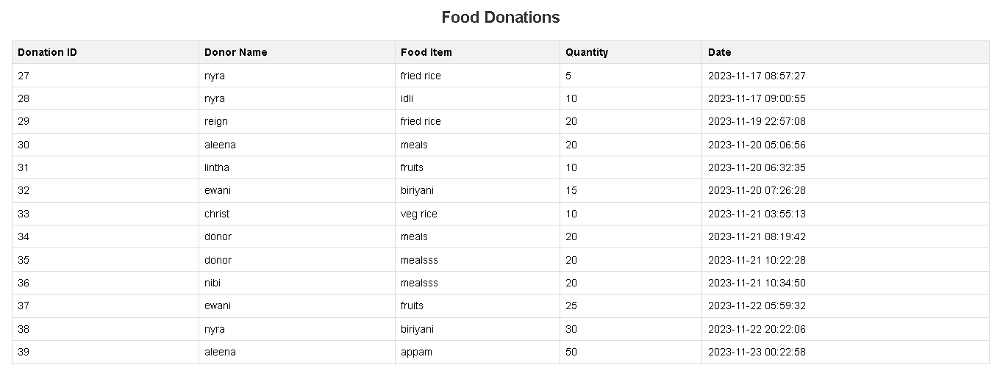 Food Donations
Donation ID Donor Name Food Item Quantity Date
27 nyra fried rice 5 2023-11-17 08:57:27
28 nyra idli 10 2023-11-17 09:00:55
29 reign fried rice 20 2023-11-19 22:57:08
30 aleena meals 20 2023-11-20 05:06:56
31 lintha fruits 10 2023-11-20 06:32:35
32 ewani biriyani 15 2023-11-20 07:26:28
33 christ veg rice 10 2023-11-21 03:55:13
34 donor meals 20 2023-11-21 08:19:42
35 donor mealsss 20 2023-11-21 10:22:28
36 nibi mealsss 20 2023-11-21 10:34:50
37 ewani fruits 25 2023-11-22 05:59:32
38 nyra biriyani 30 2023-11-22 20:22:06
39 aleena appam 50 2023-11-23 00:22:58